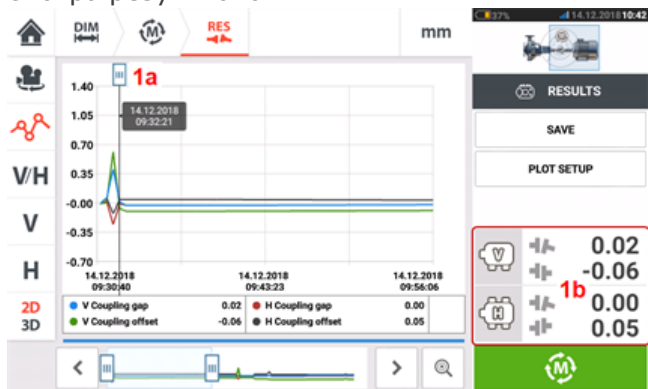 DIM
RES
mm
37%
14.12.2018 10:42
RESULTS
SAVE
PLOT SETUP
1a
14.12.2018
09:32:21
1.40
1.05
0.70
0.35
-0.00
-0.35
-0.70
14.12.2018
09:30:40
14.12.2018
09:43:23
14.12.2018
09:56:06
V Coupling gap 0.02
H Coupling gap 0.00
V Coupling offset -0.06
H Coupling offset 0.05
V/H
V
H
2D
3D
V 0.02
-0.06
1b
H 0.00
0.05
M
M